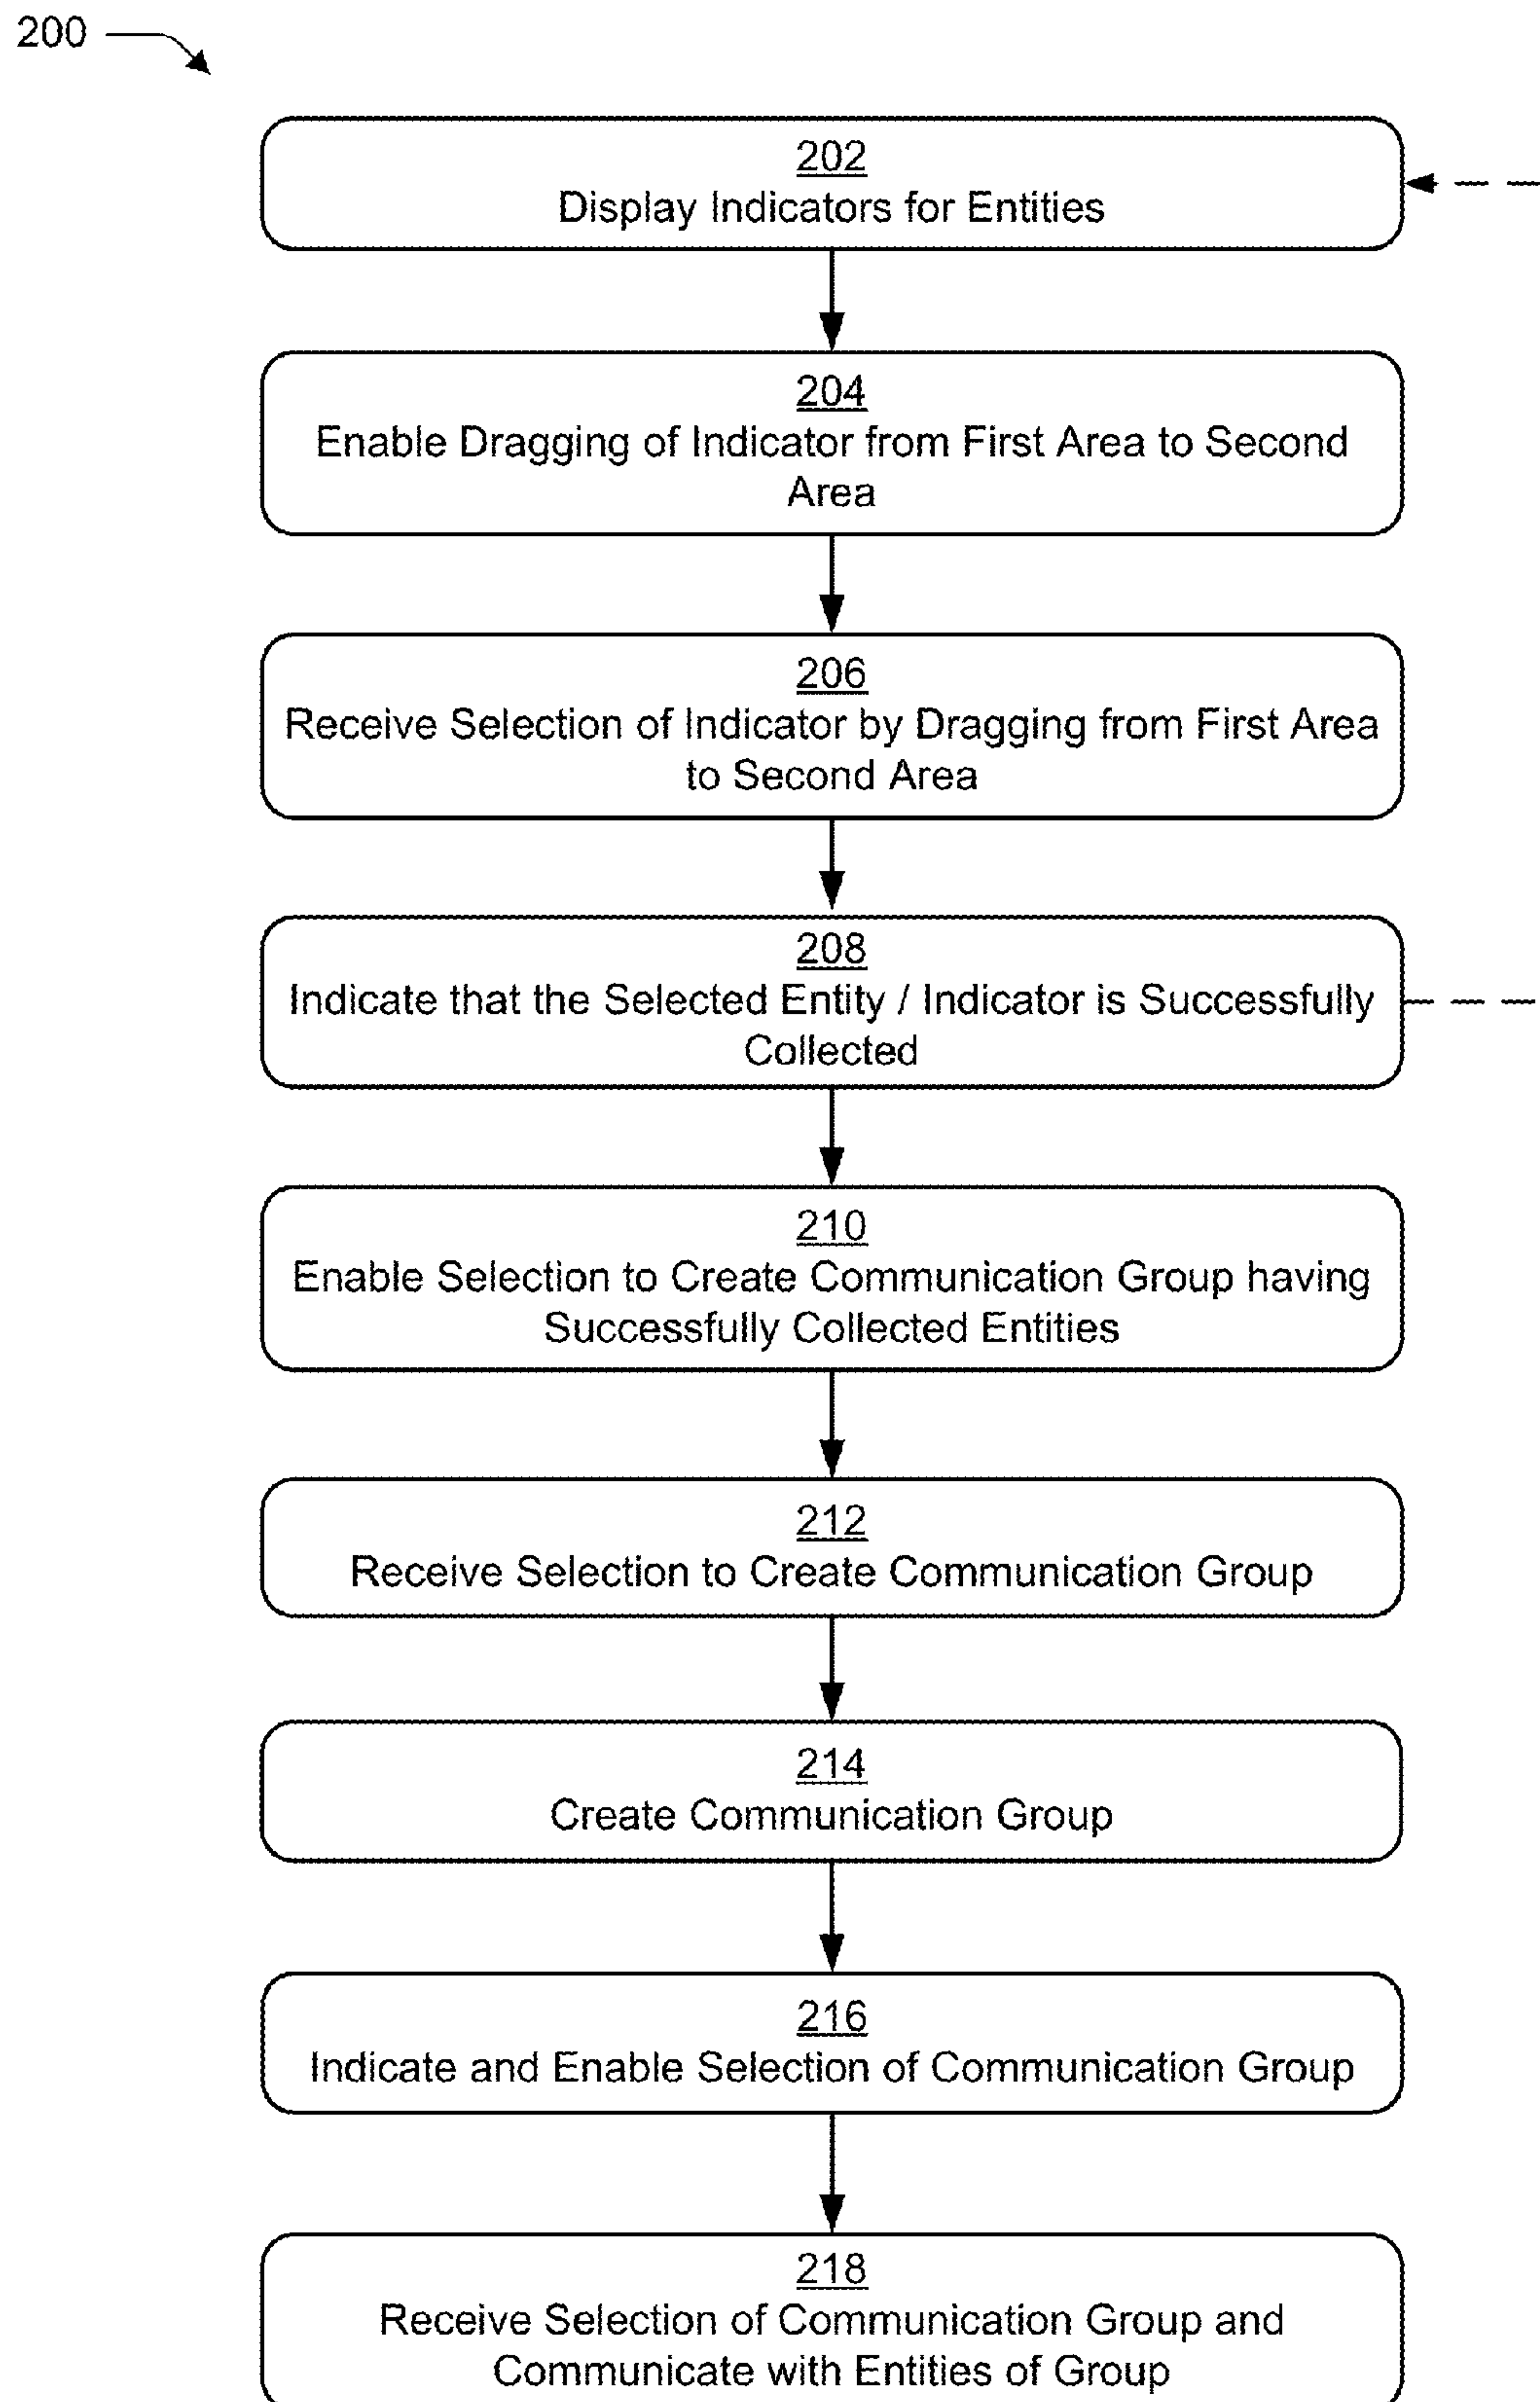 200
202
Display Indicators for Entities
204
Enable Dragging of Indicator from First Area to Second
Area
206
Receive Selection of Indicator by Dragging from First Area
to Second Area
208
Indicate that the Selected Entity / Indicator is Successfully
Collected
210
Enable Selection to Create Communication Group having
Successfully Collected Entities
212
Receive Selection to Create Communication Group
214
Create Communication Group
216
Indicate and Enable Selection of Communication Group
218
Receive Selection of Communication Group and
Communicate with Entities of Group